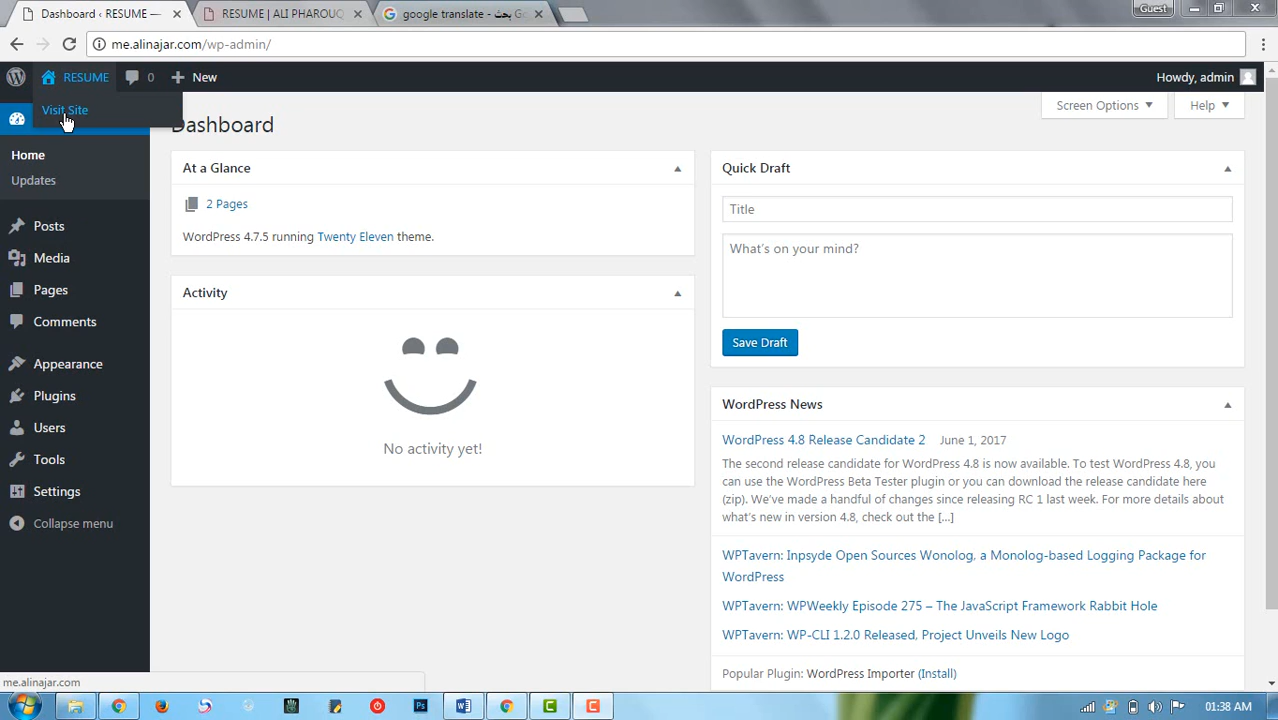 Dashboard ‹ RESUME —
RESUME | ALI PHAROUQ
google translate - بحث Go
Guest
me.alinajar.com/wp-admin/
RESUME
0
New
Howdy, admin
Visit Site
Screen Options
Help
Dashboard
Home
Updates
Posts
Media
Pages
Comments
Appearance
Plugins
Users
Tools
Settings
Collapse menu
At a Glance
2 Pages
WordPress 4.7.5 running Twenty Eleven theme.
Activity
No activity yet!
Quick Draft
Title
What's on your mind?
Save Draft
WordPress News
WordPress 4.8 Release Candidate 2 June 1, 2017
The second release candidate for WordPress 4.8 is now available. To test WordPress 4.8, you
can use the WordPress Beta Tester plugin or you can download the release candidate here
(zip). We've made a handful of changes since releasing RC 1 last week. For more details about
what's new in version 4.8, check out the […]
WPTavern: Inpsyde Open Sources Wonolog, a Monolog-based Logging Package for
WordPress
WPTavern: WPWeekly Episode 275 – The JavaScript Framework Rabbit Hole
WPTavern: WP-CLI 1.2.0 Released, Project Unveils New Logo
Popular Plugin: WordPress Importer (Install)
me.alinajar.com
Ps
01:38 AM